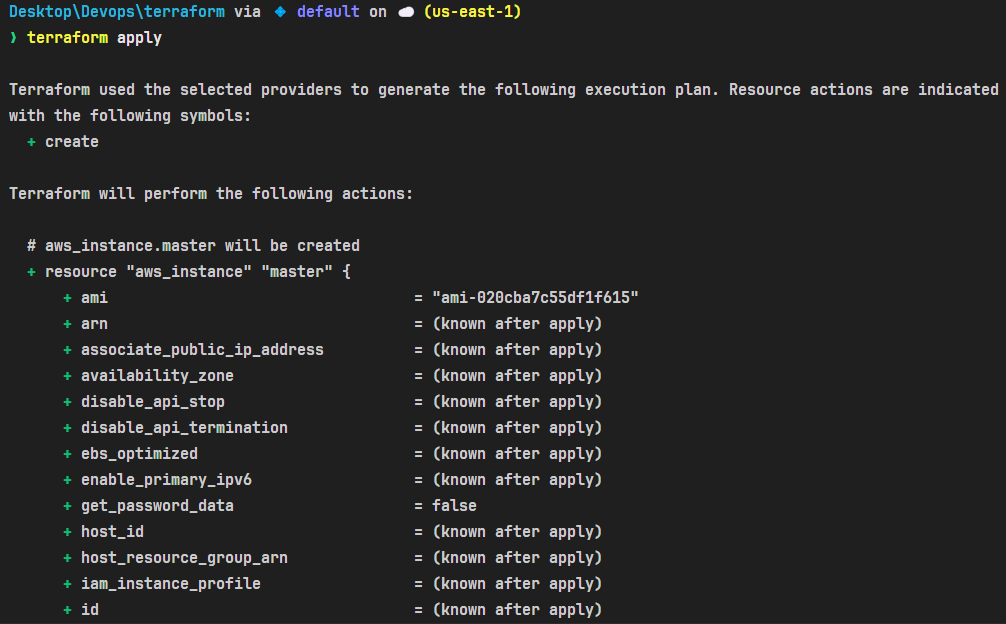 Desktop\Devops\terraform via default on (us-east-1)
❯ terraform apply
Terraform used the selected providers to generate the following execution plan. Resource actions are indicated
with the following symbols:
+ create
Terraform will perform the following actions:
# aws_instance.master will be created
+ resource "aws_instance" "master" {
+ ami = "ami-020cba7c55df1f615"
+ arn = (known after apply)
+ associate_public_ip_address = (known after apply)
+ availability_zone = (known after apply)
+ disable_api_stop = (known after apply)
+ disable_api_termination = (known after apply)
+ ebs_optimized = (known after apply)
+ enable_primary_ipv6 = (known after apply)
+ get_password_data = false
+ host_id = (known after apply)
+ host_resource_group_arn = (known after apply)
+ iam_instance_profile = (known after apply)
+ id = (known after apply)